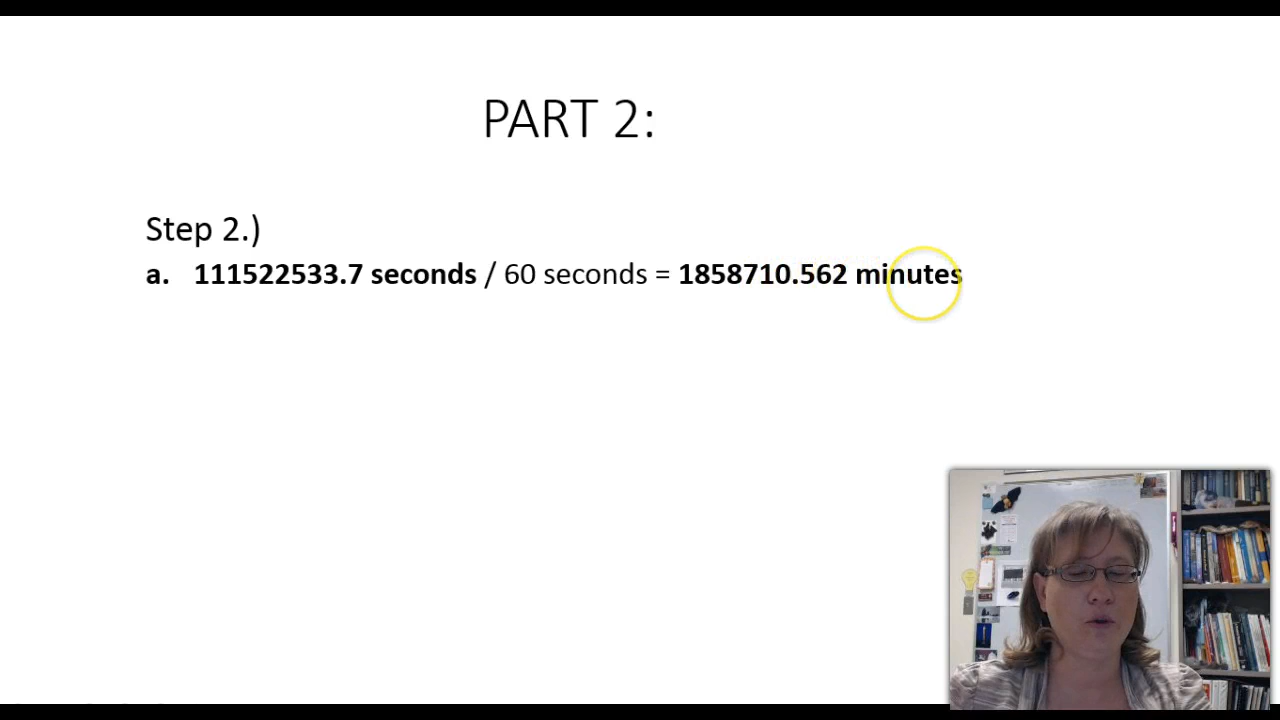 PART 2:
Step 2.)
a. 111522533.7 seconds / 60 seconds = 1858710.562 minutes